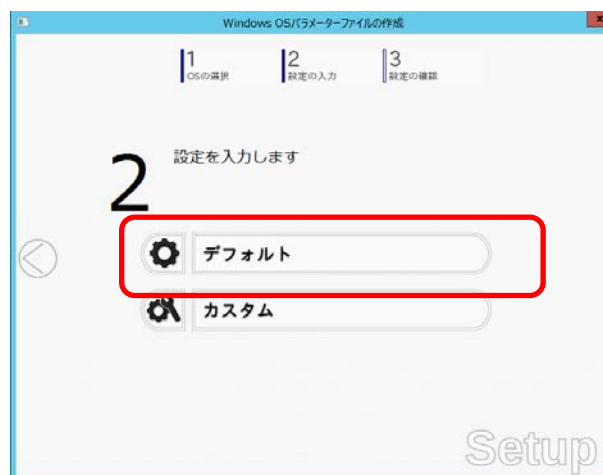 Windows OSパラメーターファイルの作成
x
1
OSの選択
2
設定の入力
3
設定の確認
2
設定を入力します
デフォルト
カスタム
Setup